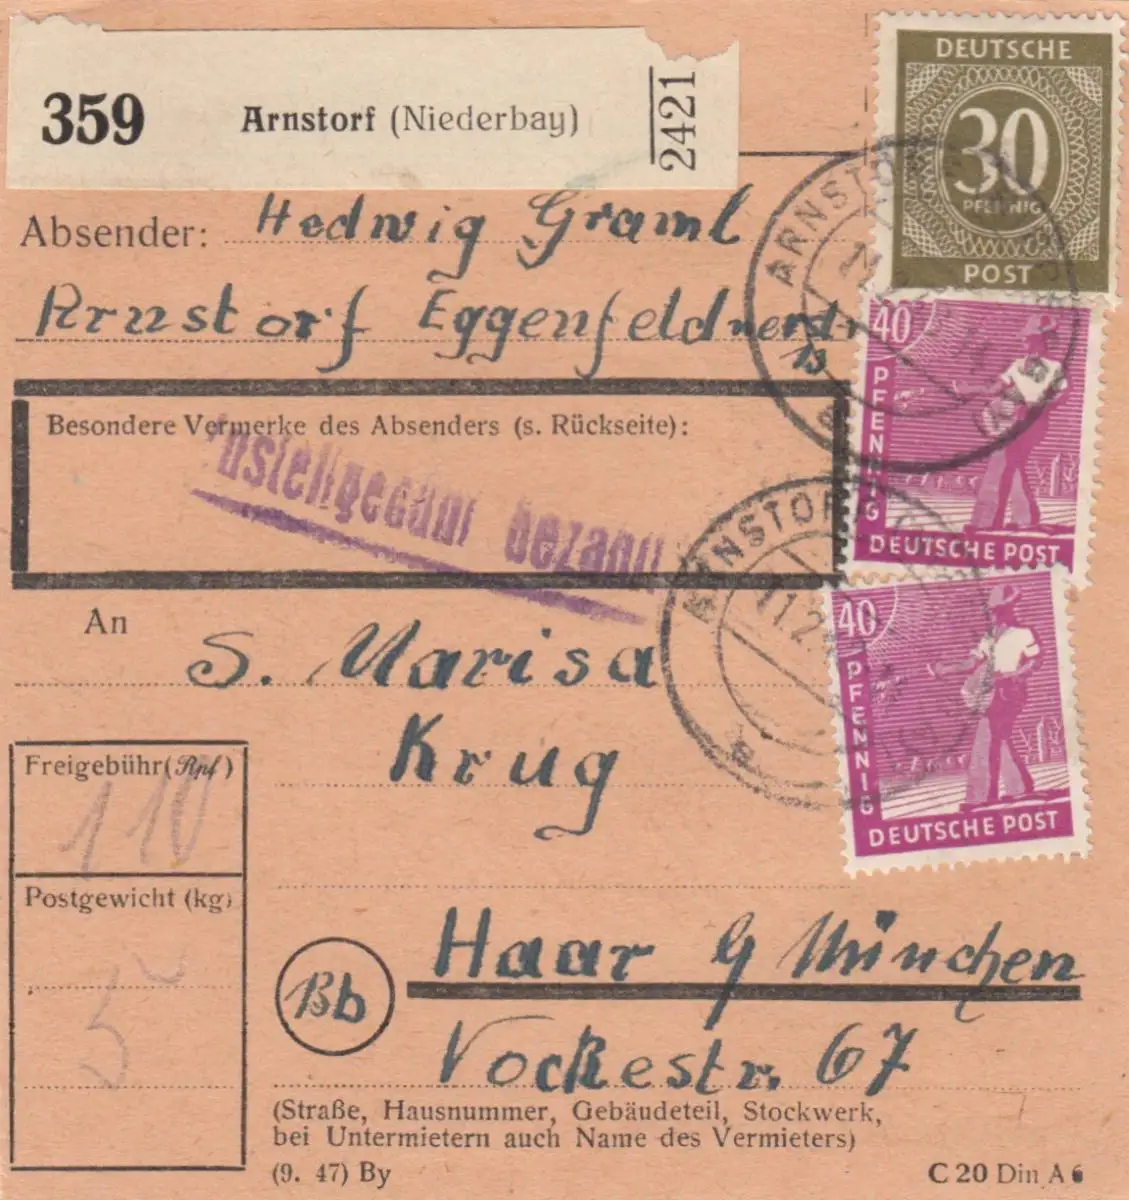 359 Arnstorf (Niederbay) 2421
DEUTSCHE
30
PFENNIG
POST
Absender: Hedwig Graml
Arnstorf Eggenfeldnerstr
13
40
PFENNIG
DEUTSCHE POST
Besondere Vermerke des Absenders (s. Rückseite):
bezahlt
ARNSTORF
a
40
PFENNIG
DEUTSCHE POST
ARNSTORF
a
An S. Marisa
Krug
Freigebühr (Rpf)
110
Postgewicht (kg)
5
Haar b/ München
Bb
Vockestr. 67
(Straße, Hausnummer, Gebäudeteil, Stockwerk,
bei Untermietern auch Name des Vermieters)
(9. 47) By
C 20 Din A 6